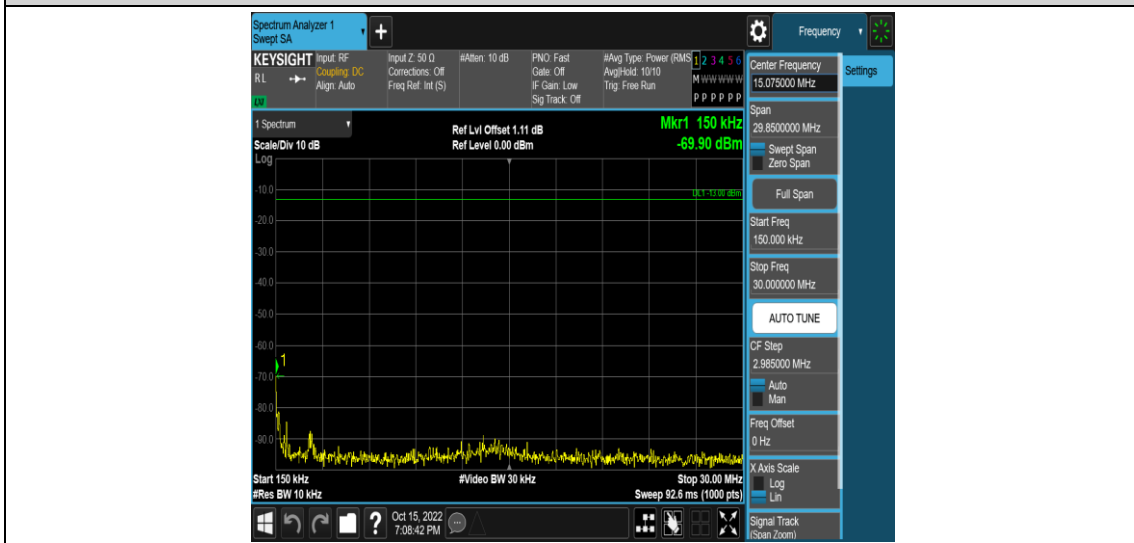 Spectrum Analyzer 1
Swept SA
+
Frequency
KEYSIGHT
RL
LXI
Input: RF
Coupling: DC
Align: Auto
Input Z: 50 Ω
Corrections: Off
Freq Ref: Int (S)
#Atten: 10 dB
PNO: Fast
Gate: Off
IF Gain: Low
Sig Track: Off
#Avg Type: Power (RMS
Avg|Hold: 10/10
Trig: Free Run
1 2 3 4 5 6
M W W W W W
P P P P P P
Center Frequency
15.075000 MHz
Settings
Span
29.8500000 MHz
Swept Span
Zero Span
Full Span
Start Freq
150.000 kHz
Stop Freq
30.000000 MHz
AUTO TUNE
CF Step
2.985000 MHz
Auto
Man
Freq Offset
0 Hz
X Axis Scale
Log
Lin
Signal Track
(Span Zoom)
1 Spectrum
Scale/Div 10 dB
Ref Lvl Offset 1.11 dB
Ref Level 0.00 dBm
Mkr1 150 kHz
-69.90 dBm
Log
DL1 -13.00 dBm
-10.0
-20.0
-30.0
-40.0
-50.0
-60.0
1
-70.0
-80.0
-90.0
Start 150 kHz
#Video BW 30 kHz
Stop 30.00 MHz
#Res BW 10 kHz
Sweep 92.6 ms (1000 pts)
?
Oct 15, 2022
7:08:42 PM